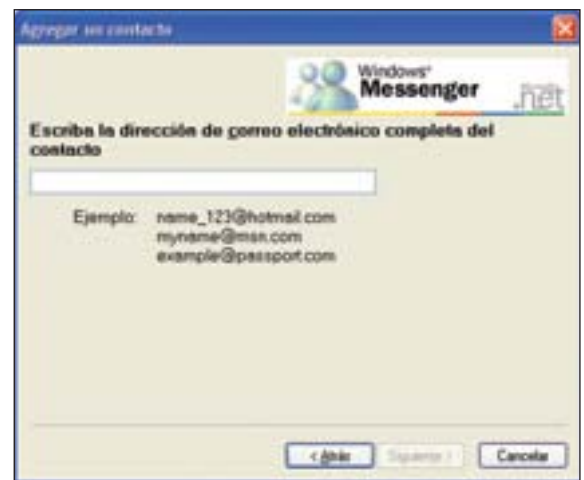 Agregar un contacto
Windows®
Messenger
.net
Escriba la dirección de correo electrónico completa del
contacto
Ejemplo: name_123@hotmail.com
myname@msn.com
example@passport.com
< Atrás Siguiente > Cancelar